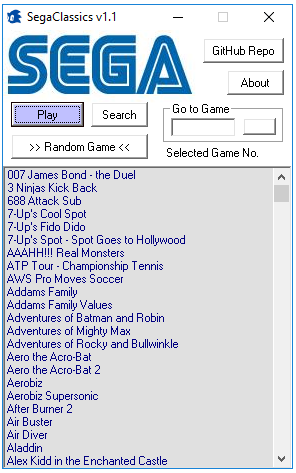 SegaClassics v1.1
SEGA
GitHub Repo
About
Play
Search
Go to Game
>> Random Game <<
Selected Game No.
007 James Bond - the Duel
3 Ninjas Kick Back
688 Attack Sub
7-Up's Cool Spot
7-Up's Fido Dido
7-Up's Spot - Spot Goes to Hollywood
AAAHH!!! Real Monsters
ATP Tour - Championship Tennis
AWS Pro Moves Soccer
Addams Family
Addams Family Values
Adventures of Batman and Robin
Adventures of Mighty Max
Adventures of Rocky and Bullwinkle
Aero the Acro-Bat
Aero the Acro-Bat 2
Aerobiz
Aerobiz Supersonic
After Burner 2
Air Buster
Air Diver
Aladdin
Alex Kidd in the Enchanted Castle